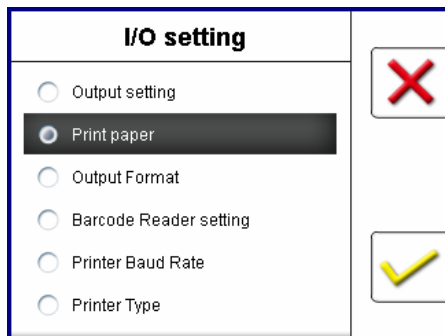 I/O setting
Output setting
Print paper
Output Format
Barcode Reader setting
Printer Baud Rate
Printer Type